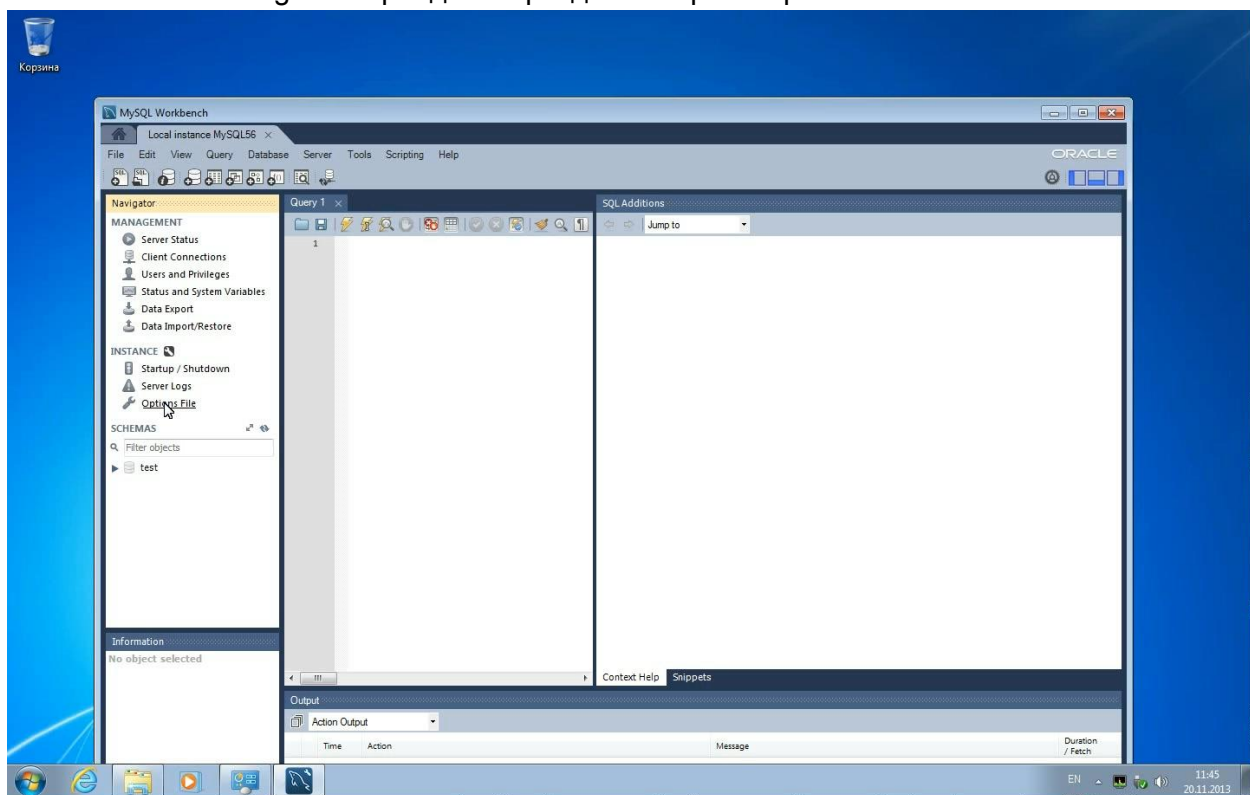 Корзина
MySQL Workbench
Local instance MySQL56
File Edit View Query Database Server Tools Scripting Help
ORACLE
Navigator
Query 1
SQL Additions
MANAGEMENT
Jump to
1
Server Status
Client Connections
Users and Privileges
Status and System Variables
Data Export
Data Import/Restore
INSTANCE
Startup / Shutdown
Server Logs
Options File
SCHEMAS
Filter objects
test
Information
No object selected
Context Help Snippets
Output
Action Output
Time Action Message Duration / Fetch
EN 11:45
20.11.2013